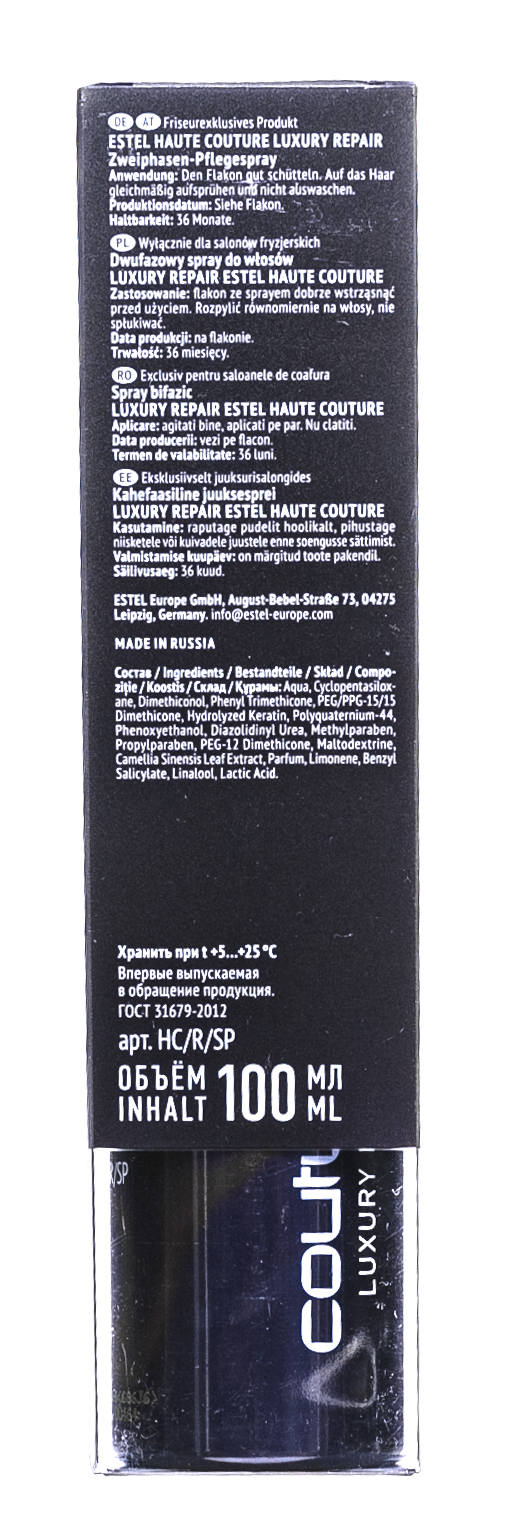 DE AT Friseurexklusives Produkt
ESTEL HAUTE COUTURE LUXURY REPAIR
Zweiphasen-Pflegespray
Anwendung: Den Flakon gut schütteln. Auf das Haar
gleichmäßig aufsprühen und nicht auswaschen.
Produktionsdatum: Siehe Flakon.
Haltbarkeit: 36 Monate.
PL Wyłącznie dla salonów fryzjerskich
Dwufazowy spray do włosów
LUXURY REPAIR ESTEL HAUTE COUTURE
Zastosowanie: flakon ze sprayem dobrze wstrząsnąć
przed użyciem. Rozpylić równomiernie na włosy, nie
spłukiwać.
Data produkcji: na flakonie.
Trwałość: 36 miesięcy.
RO Exclusiv pentru saloanele de coafura
Spray bifazic
LUXURY REPAIR ESTEL HAUTE COUTURE
Aplicare: agitati bine, aplicati pe par. Nu clatiti.
Data producerii: vezi pe flacon.
Termen de valabilitate: 36 luni.
EE Eksklusiivselt juuksurisalongides
Kahefaasiline juuksesprei
LUXURY REPAIR ESTEL HAUTE COUTURE
Kasutamine: raputage pudelit hoolikalt, pihustage
niisketele või kuivadele juustele enne soengusse sättimist.
Valmistamise kuupäev: on märgitud toote pakendil.
Säilivusaeg: 36 kuud.
ESTEL Europe GmbH, August-Bebel-Straße 73, 04275
Leipzig, Germany. info@estel-europe.com
MADE IN RUSSIA
Состав / Ingredients / Bestandteile / Skład / Compo-
ziție / Koostis / Склад / Құрамы: Aqua, Cyclopentasilox-
ane, Dimethiconol, Phenyl Trimethicone, PEG/PPG-15/15
Dimethicone, Hydrolyzed Keratin, Polyquaternium-44,
Phenoxyethanol, Diazolidinyl Urea, Methylparaben,
Propylparaben, PEG-12 Dimethicone, Maltodextrine,
Camellia Sinensis Leaf Extract, Parfum, Limonene, Benzyl
Salicylate, Linalool, Lactic Acid.
Хранить при t +5...+25 °C
Впервые выпускаемая
в обращение продукция.
ГОСТ 31679-2012
арт. HC/R/SP
ОБЪЁМ 100 МЛ
INHALT ML
R/SP
LUXURY